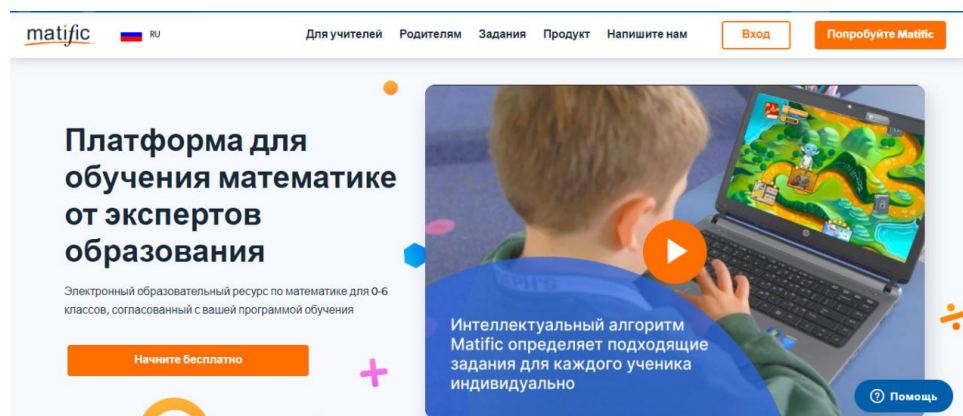 matific RU Для учителей Родителям Задания Продукт Напишите нам Вход Попробуйте Matific
Платформа для
обучения математике
от экспертов
образования
Электронный образовательный ресурс по математике для 0-6
классов, согласованный с вашей программой обучения
Начните бесплатно
Интеллектуальный алгоритм
Matific определяет подходящие
задания для каждого ученика
индивидуально
Помощь